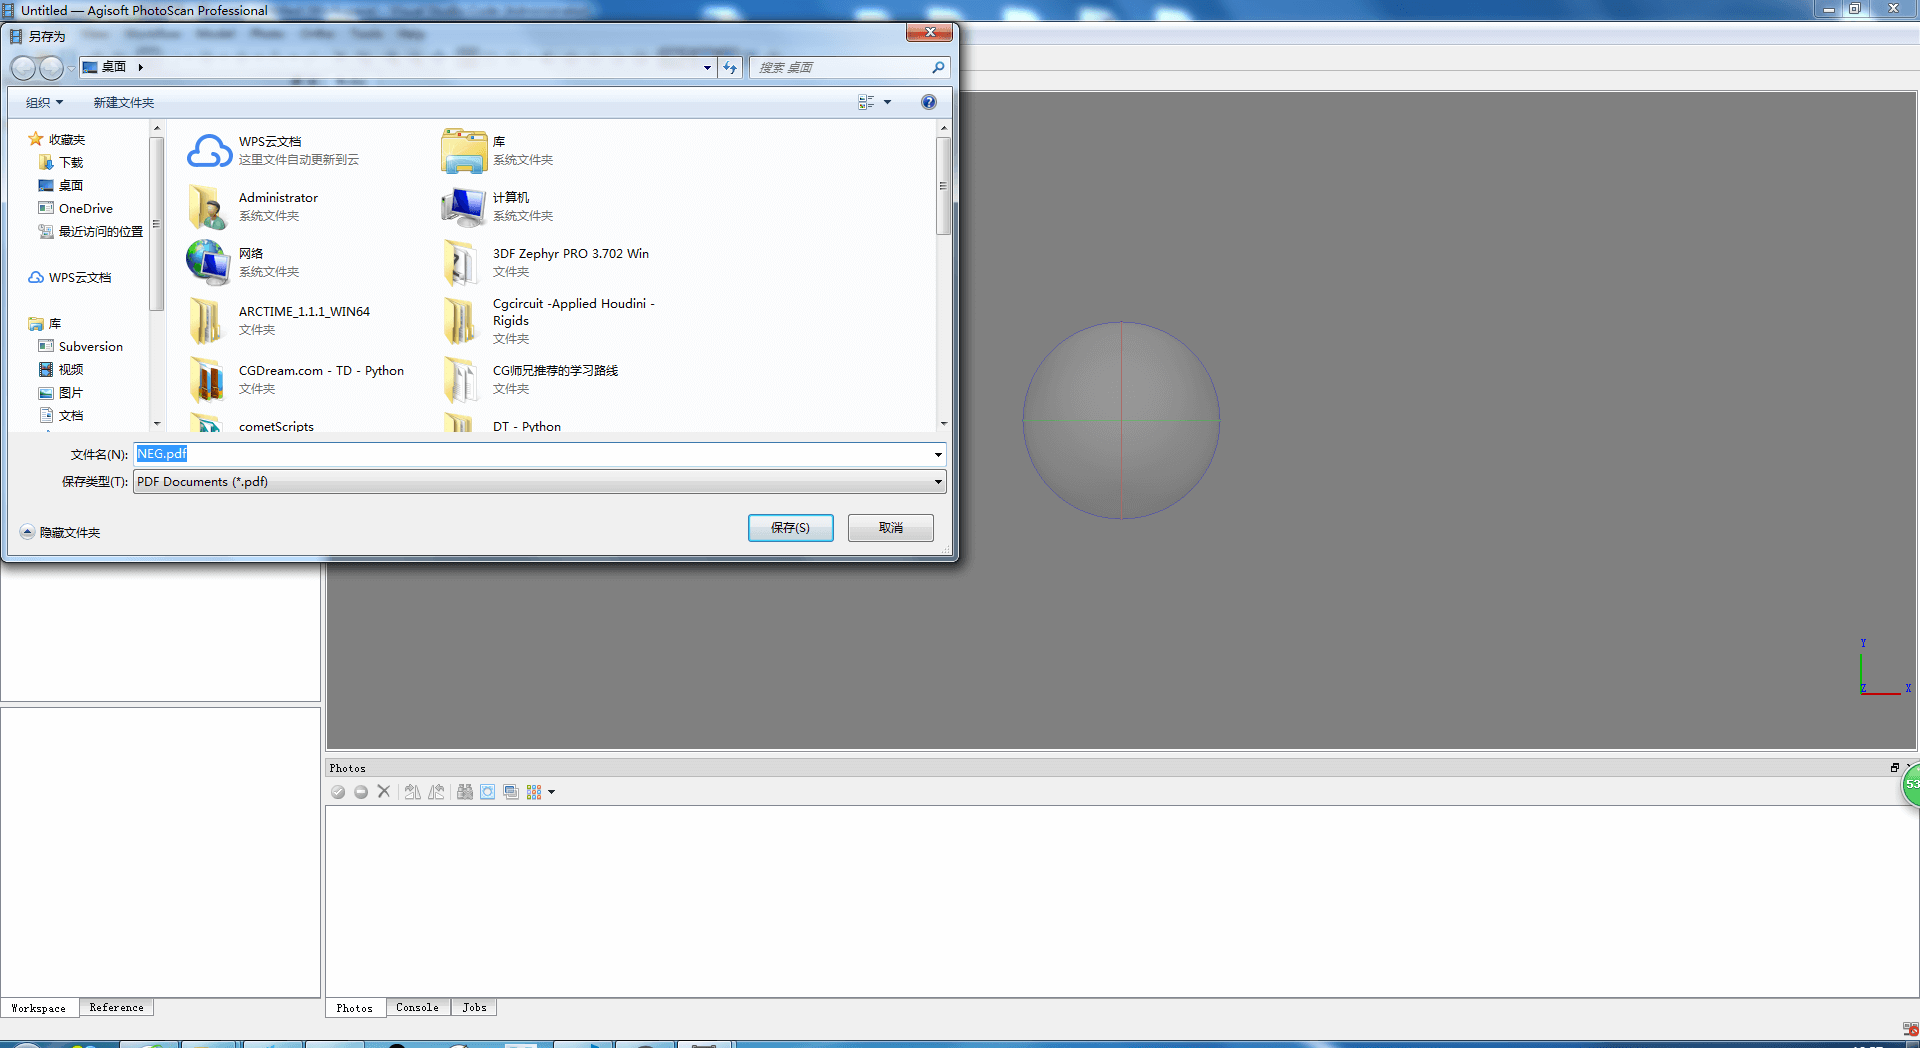 Untitled — Agisoft PhotoScan Professional
另存为
桌面
搜索 桌面
组织
新建文件夹
收藏夹
下载
桌面
OneDrive
最近访问的位置
WPS云文档
库
Subversion
视频
图片
文档
WPS云文档
这里文件自动更新到云
库
系统文件夹
Administrator
系统文件夹
计算机
系统文件夹
网络
系统文件夹
3DF Zephyr PRO 3.702 Win
文件夹
ARCTIME_1.1.1_WIN64
文件夹
Cgcircuit -Applied Houdini -
Rigids
文件夹
CGDream.com - TD - Python
文件夹
CG师兄推荐的学习路线
文件夹
cometScripts
DT - Python
文件名(N):
NEG.pdf
保存类型(T):
PDF Documents (*.pdf)
隐藏文件夹
保存(S)
取消
Y
Z
X
Photos
53
Workspace
Reference
Photos
Console
Jobs